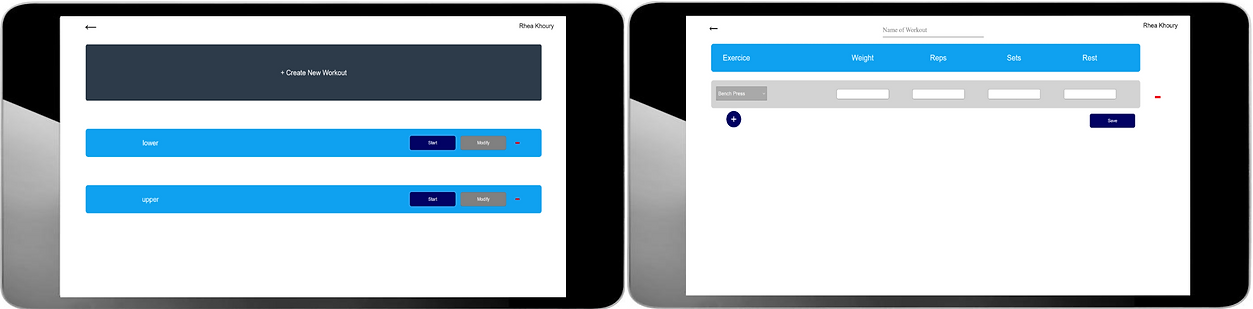 Rhea Khoury
+ Create New Workout
lower Start Modify
upper Start Modify
Rhea Khoury
Name of Workout
Exercice Weight Reps Sets Rest
Bench Press
+
Save